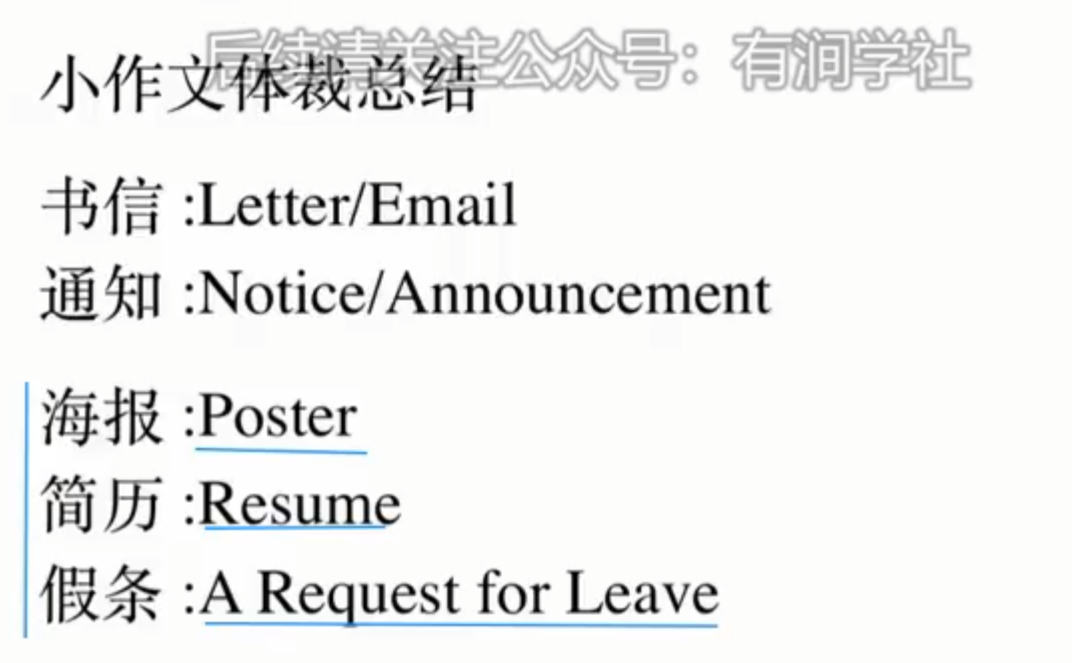 后续请关注公众号：有涧学社
小作文体裁总结
书信 :Letter/Email
通知 :Notice/Announcement
海报 :Poster
简历 :Resume
假条 :A Request for Leave